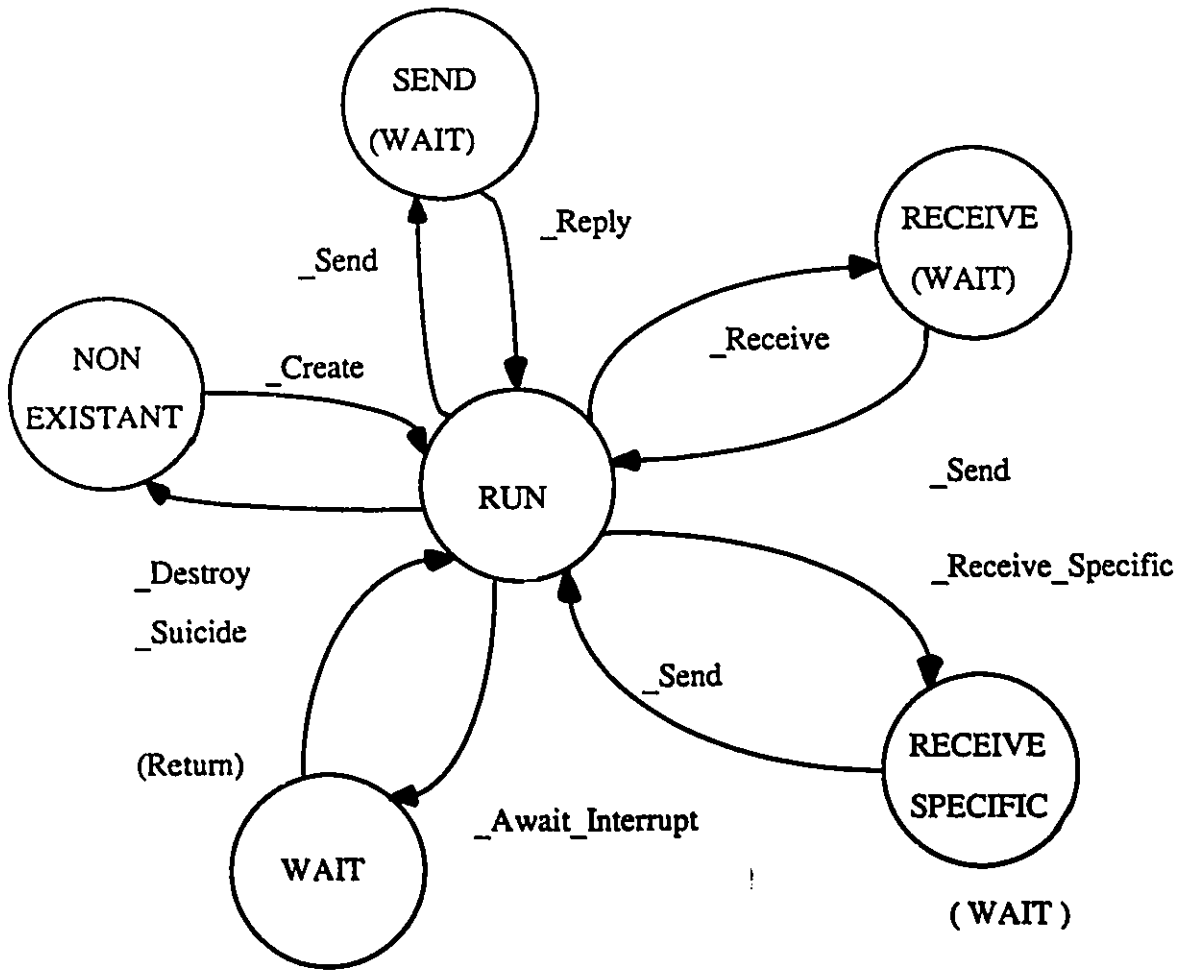 SEND
(WAIT)
_Reply
_Send
RECEIVE
(WAIT)
_Receive
NON
EXISTANT
_Create
RUN
_Send
_Destroy
_Suicide
_Receive_Specific
_Send
(Return)
_Await_Interrupt
WAIT
RECEIVE
SPECIFIC
( WAIT )